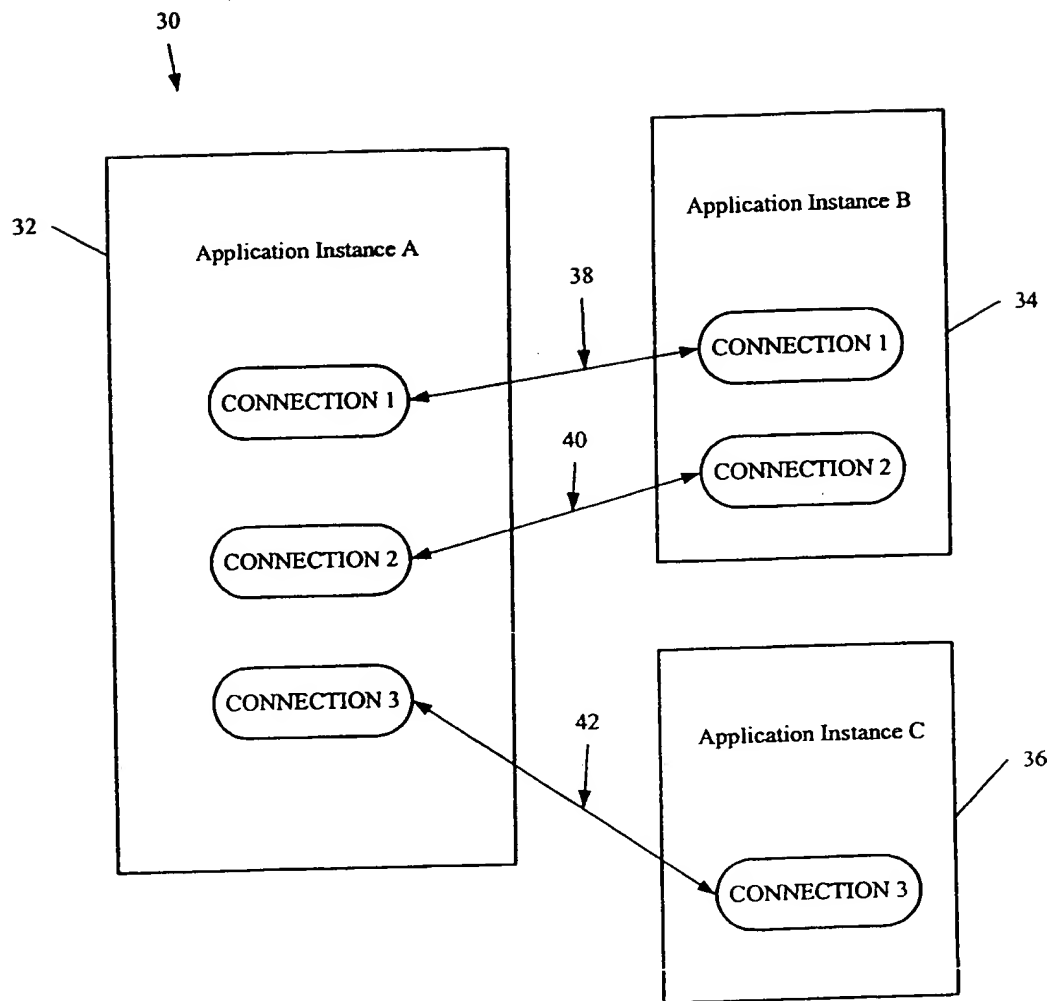 30
32
Application Instance A
Application Instance B
38
34
CONNECTION 1
CONNECTION 1
40
CONNECTION 2
CONNECTION 2
CONNECTION 3
42
Application Instance C
36
CONNECTION 3